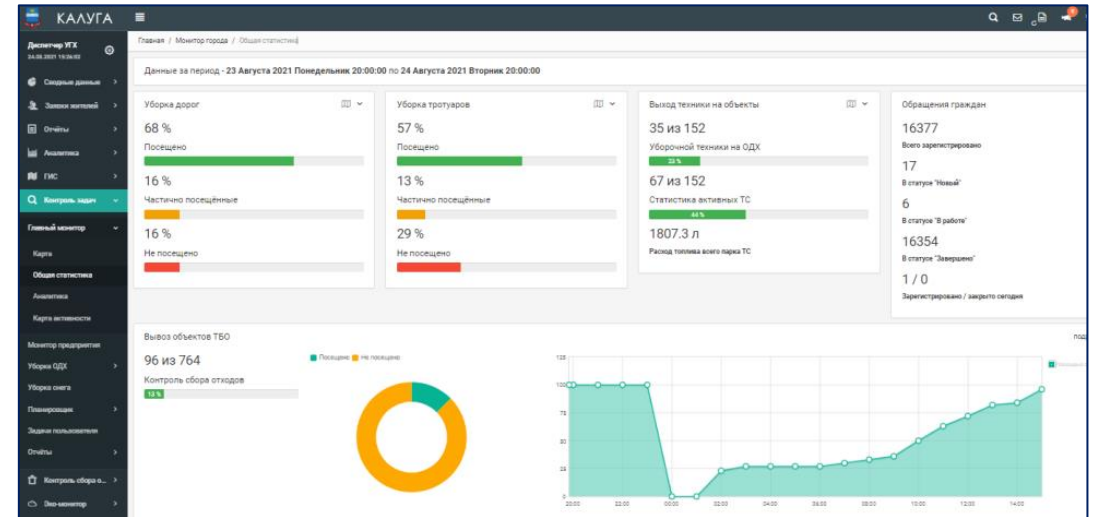 КАЛУГА
Диспетчер УГХ
24.08.2021 19:26:02
Сводные данные
Заявки жителей
Отчёты
Аналитика
ГИС
Контроль задач
Главный монитор
Карта
Общая статистика
Аналитика
Карта активности
Монитор предприятия
Уборка ОДХ
Уборка снега
Планировщик
Задачи пользователя
Отчёты
Контроль сбора о...
Эко-монитор
Главная / Монитор города / Общая статистика
Данные за период - 23 Августа 2021 Понедельник 20:00:00 по 24 Августа 2021 Вторник 20:00:00
Уборка дорог
68 %
Посещено
16 %
Частично посещённые
16 %
Не посещено
Уборка тротуаров
57 %
Посещено
13 %
Частично посещённые
29 %
Не посещено
Выход техники на объекты
35 из 152
Уборочной техники на ОДХ
23 %
67 из 152
Статистика активных ТС
44 %
1807.3 л
Расход топлива всего парка ТС
Обращения граждан
16377
Всего зарегистрировано
17
В статусе "Новый"
6
В статусе "В работе"
16354
В статусе "Завершено"
1 / 0
Зарегистрировано / закрыто сегодня
Вывоз объектов ТБО
96 из 764
Контроль сбора отходов
13 %
Посещено Не посещено
125
100
75
50
25
0
20:00 22:00 00:00 02:00 04:00 06:00 08:00 10:00 12:00 14:00